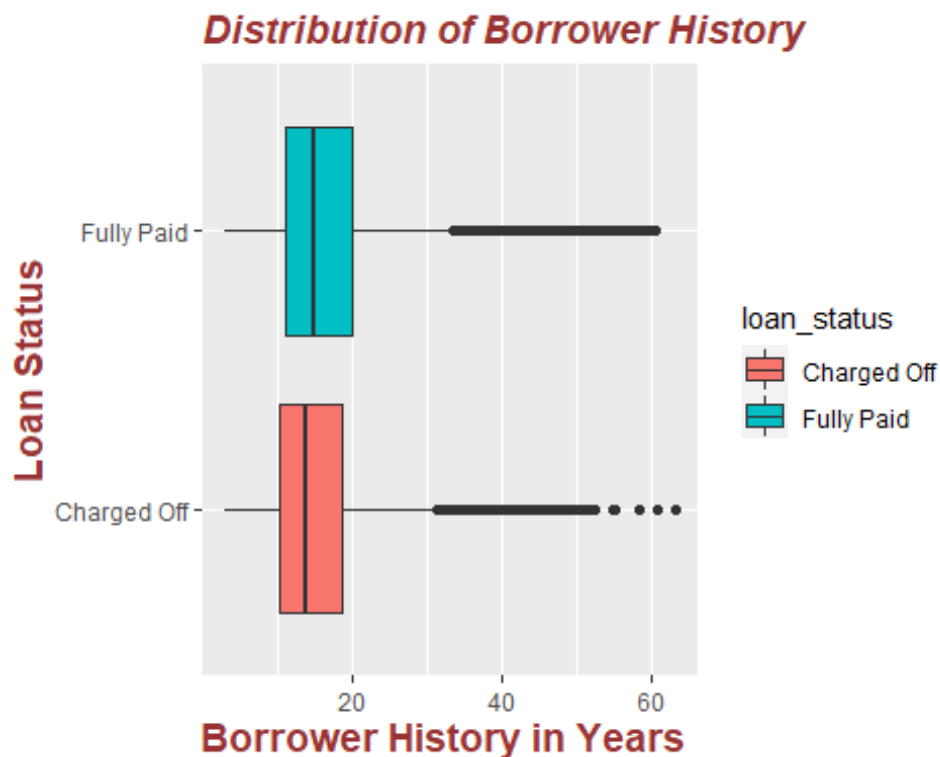 Distribution of Borrower History
Loan Status
Fully Paid
Charged Off
20 40 60
Borrower History in Years
loan_status
Charged Off
Fully Paid